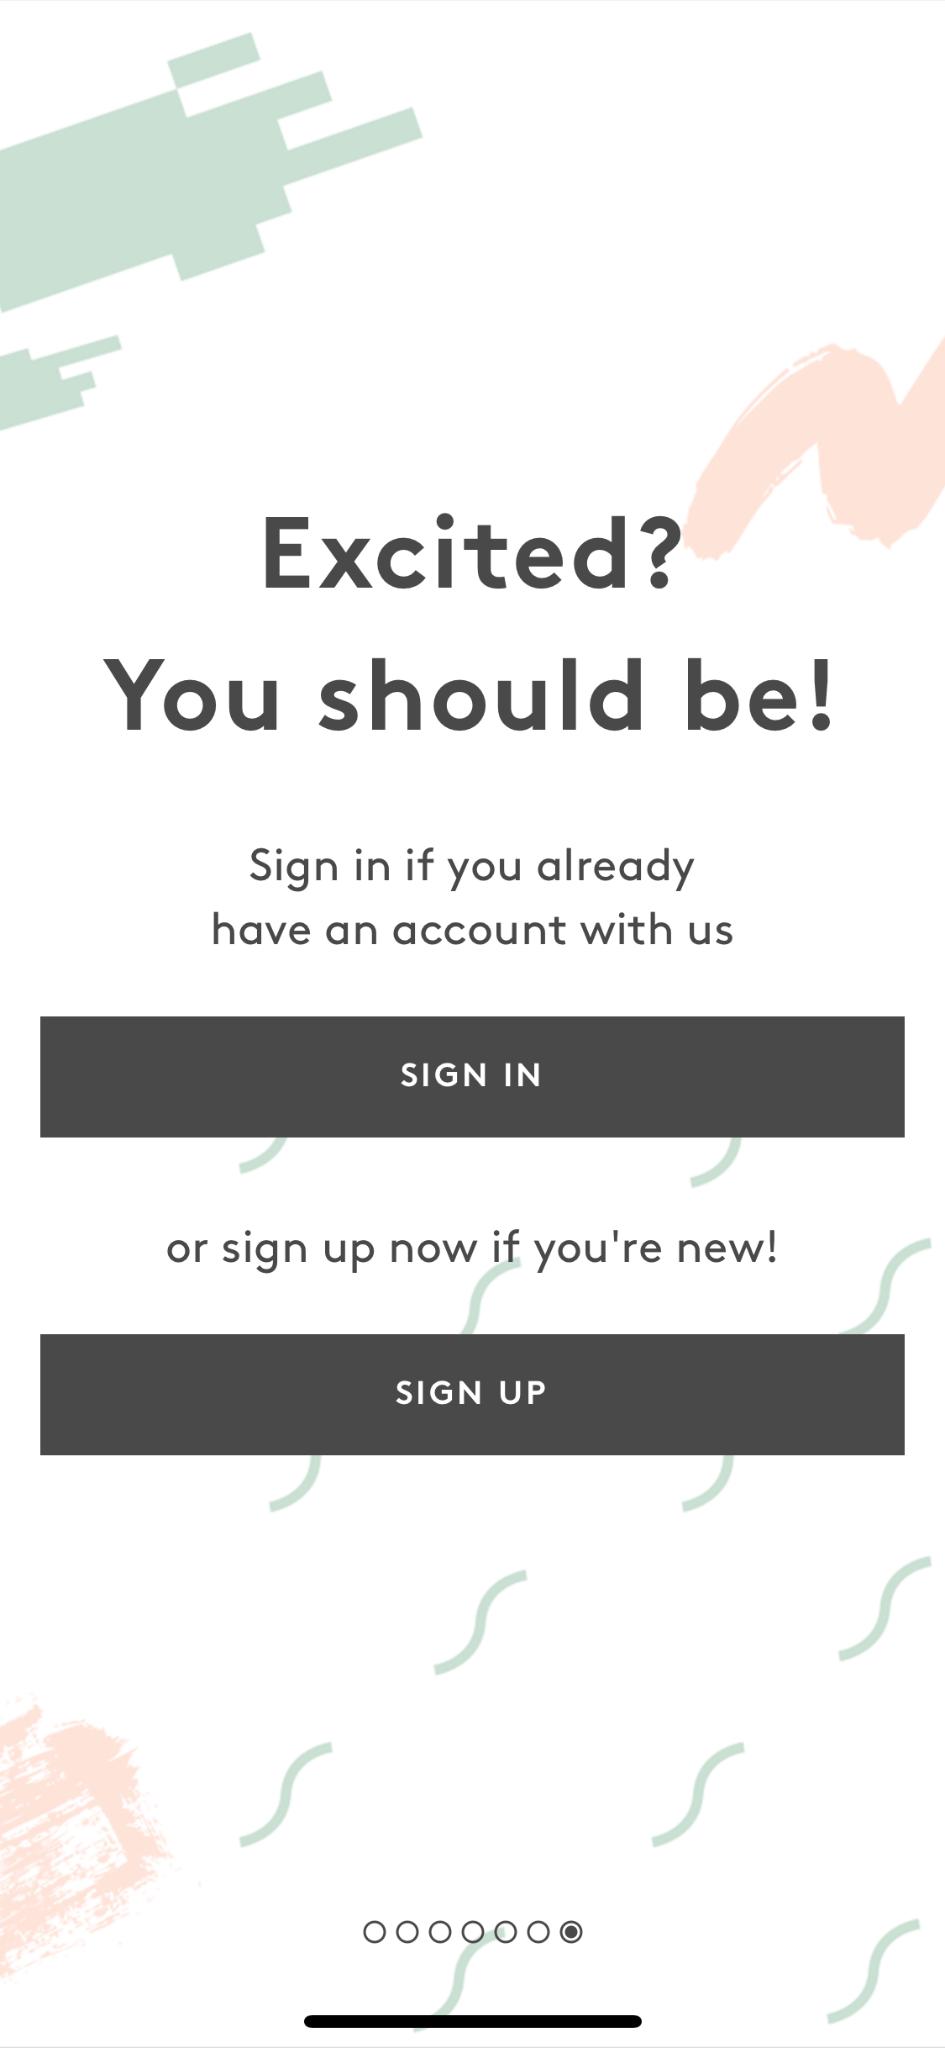 Excited?
You should be!
Sign in if you already
have an account with us
SIGN IN
or sign up now if you're new!
SIGN UP